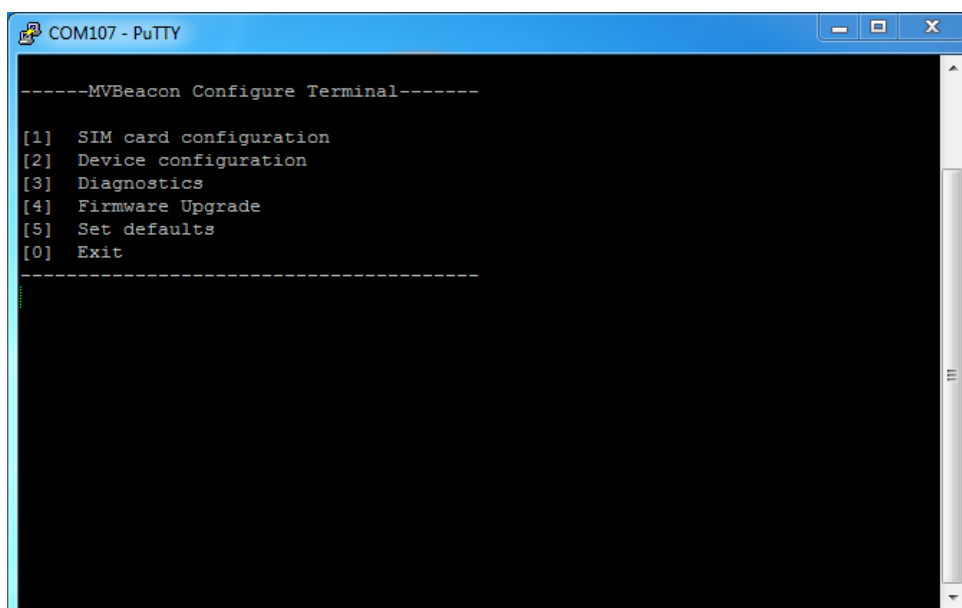 COM107 - PuTTY
------MVBeacon Configure Terminal-------
[1]   SIM card configuration
[2]   Device configuration
[3]   Diagnostics
[4]   Firmware Upgrade
[5]   Set defaults
[0]   Exit
-----------------------------------------